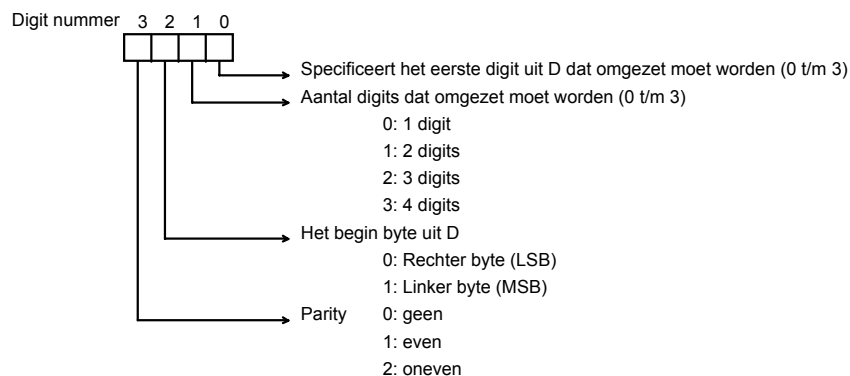 Digit nummer 3 2 1 0
Specificeert het eerste digit uit D dat omgezet moet worden (0 t/m 3)
Aantal digits dat omgezet moet worden (0 t/m 3)
0: 1 digit
1: 2 digits
2: 3 digits
3: 4 digits
Het begin byte uit D
0: Rechter byte (LSB)
1: Linker byte (MSB)
Parity 0: geen
1: even
2: oneven